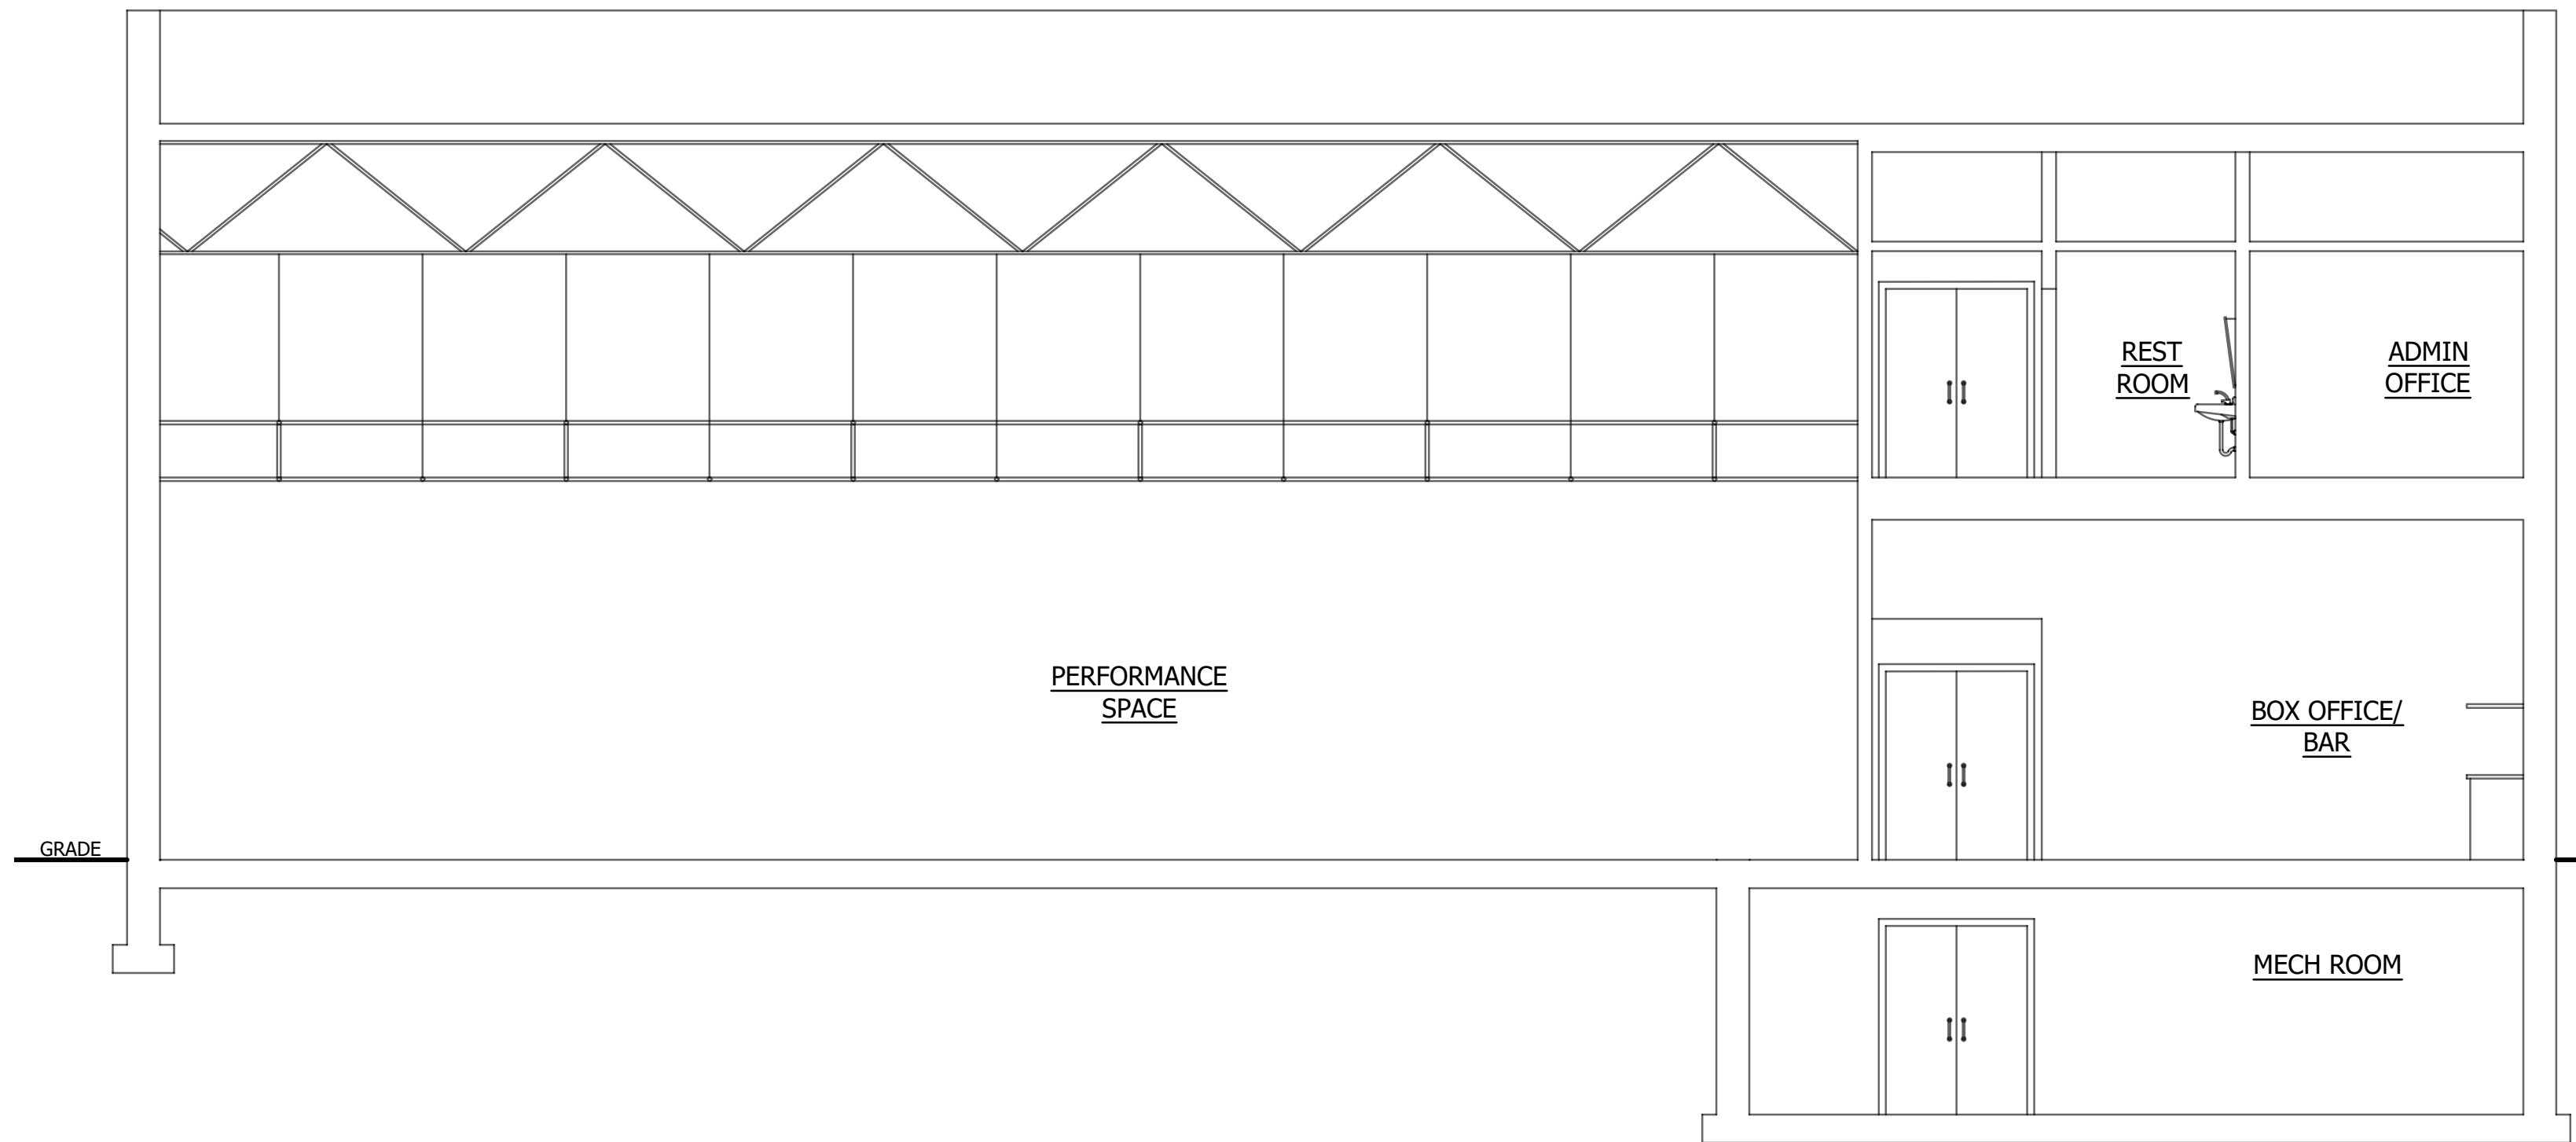 REST
ROOM
ADMIN
OFFICE
PERFORMANCE
SPACE
BOX OFFICE/
BAR
GRADE
MECH ROOM